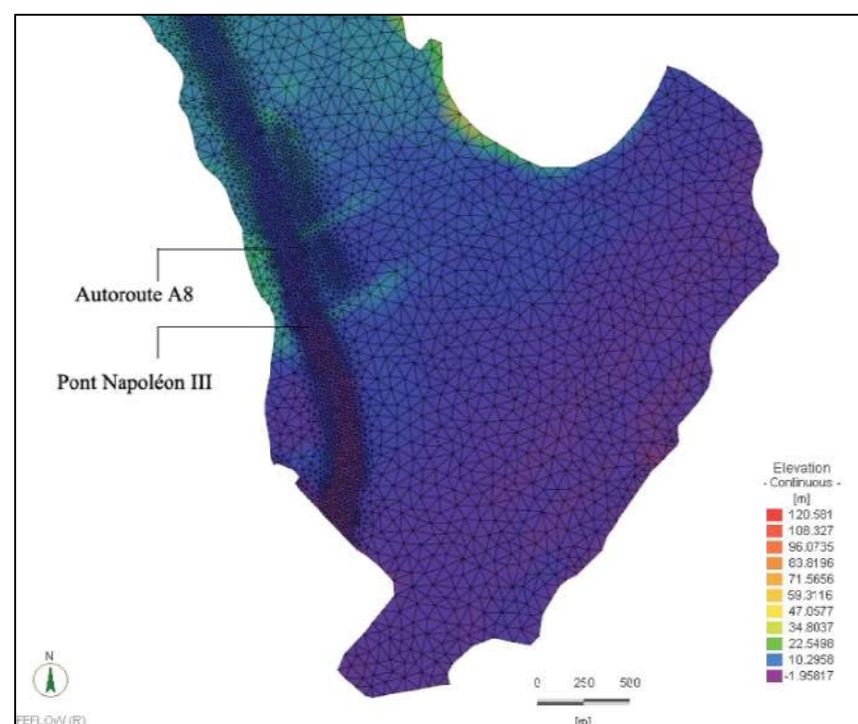 Autoroute A8
Pont Napoléon III
Elevation
- Continuous -
[m]
120.581
108.327
96.0735
83.8196
71.5656
59.3116
47.0577
34.8037
22.5498
10.2958
-1.95817
N
0 250 500
[m]
FEFLOW (R)